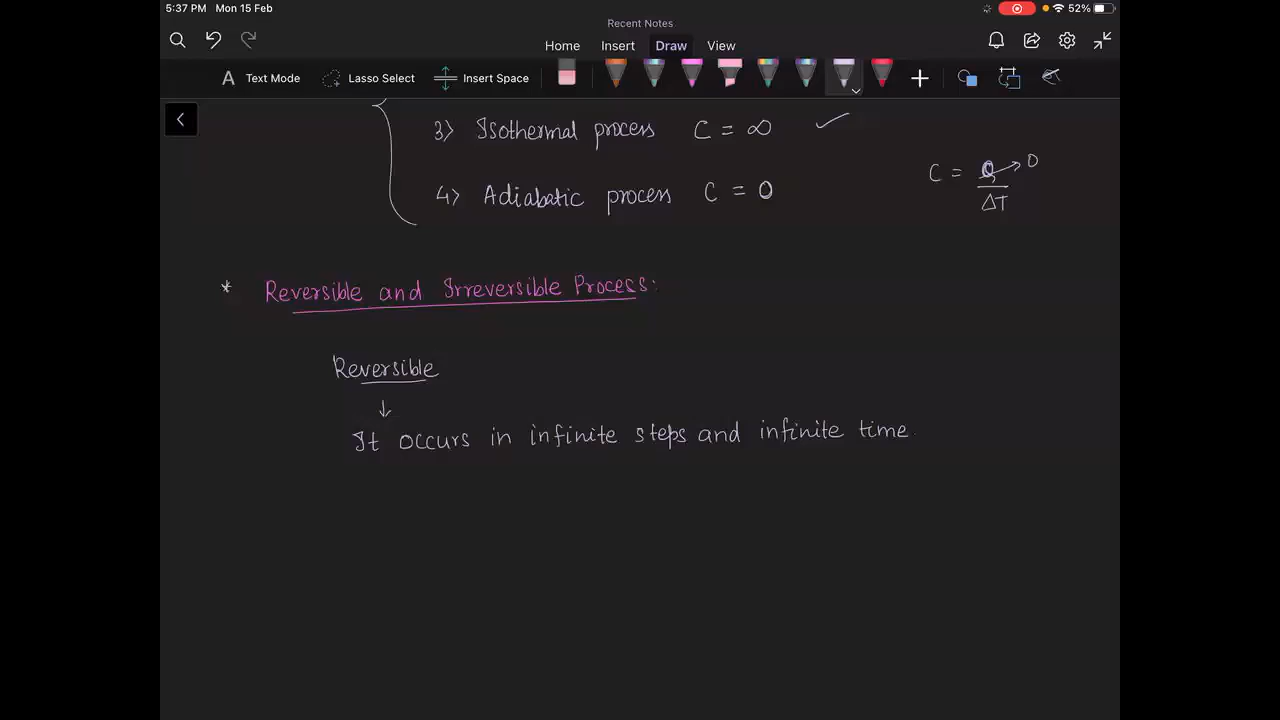 5:37 PM Mon 15 Feb
52%
Recent Notes
Home Insert Draw View
A Text Mode Lasso Select Insert Space
3) Isothermal process C = ∞ ✓
C = Q → 0
ΔT
4) Adiabatic process C = 0
* Reversible and Irreversible Process:
Reversible
↓
It occurs in infinite steps and infinite time.